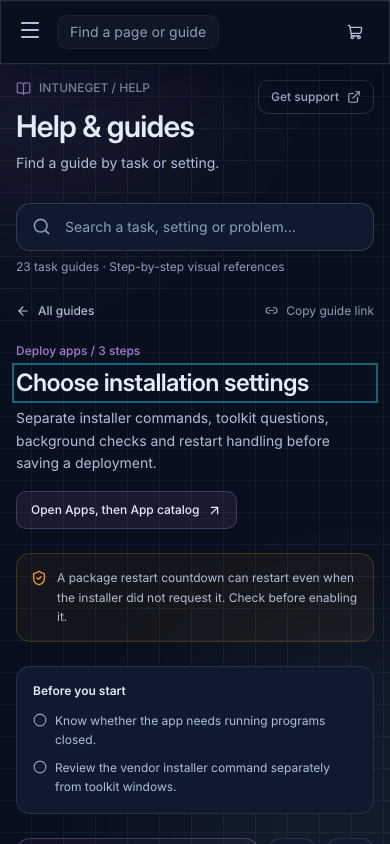 Find a page or guide
INTUNEGET / HELP
Get support
Help & guides
Find a guide by task or setting.
Search a task, setting or problem...
23 task guides · Step-by-step visual references
All guides
Copy guide link
Deploy apps / 3 steps
Choose installation settings
Separate installer commands, toolkit questions,
background checks and restart handling before
saving a deployment.
Open Apps, then App catalog
A package restart countdown can restart even when
the installer did not request it. Check before enabling
it.
Before you start
Know whether the app needs running programs
closed.
Review the vendor installer command separately
from toolkit windows.